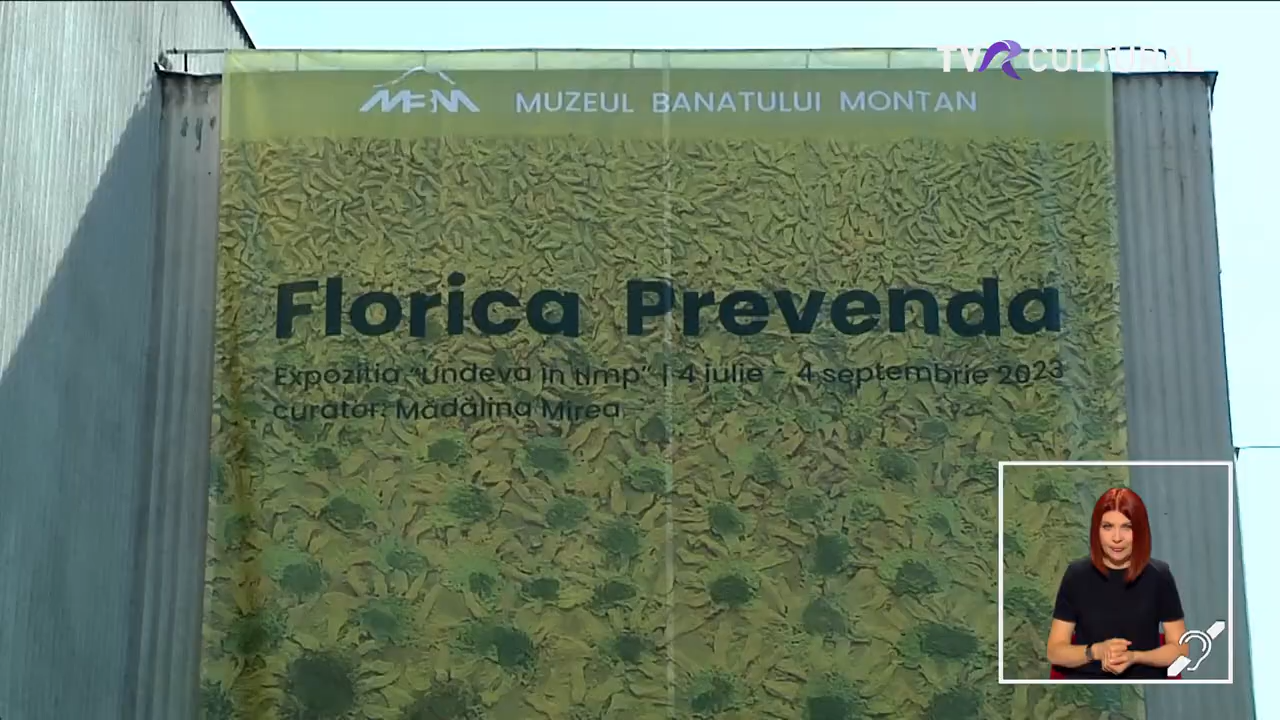 TVR CULTURAL
MBM MUZEUL BANATULUI MONTAN
Florica Prevenda
Expoziția “Undeva în timp” | 4 iulie - 4 septembrie 2023
curator: Mădălina Mirea